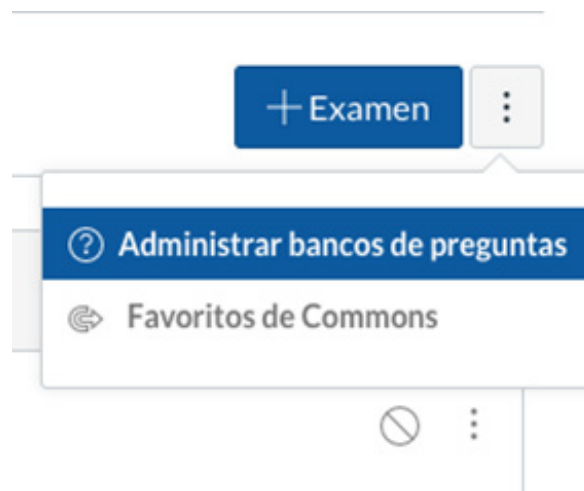 + Examen
Administrar bancos de preguntas
Favoritos de Commons